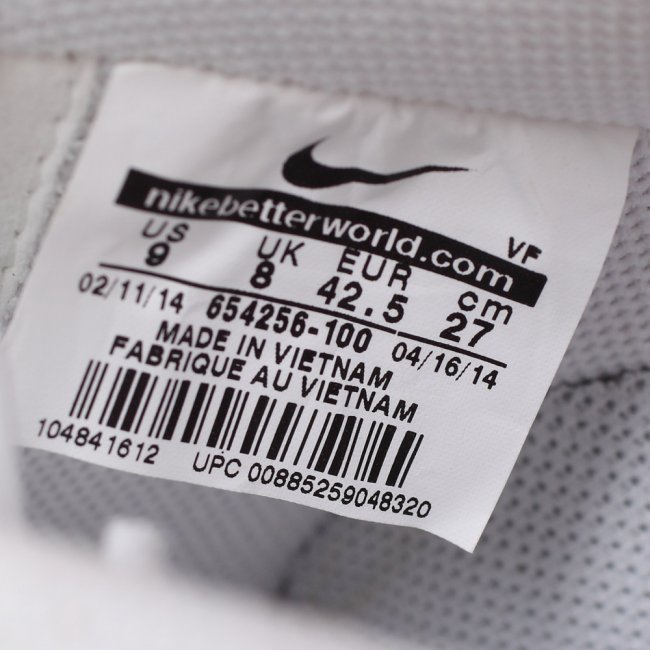 nikebetterworld.com
VF
US UK EUR cm
9 8 42.5 27
02/11/14 654256-100 04/16/14
MADE IN VIETNAM
FABRIQUE AU VIETNAM
104841612 UPC 00885259048320